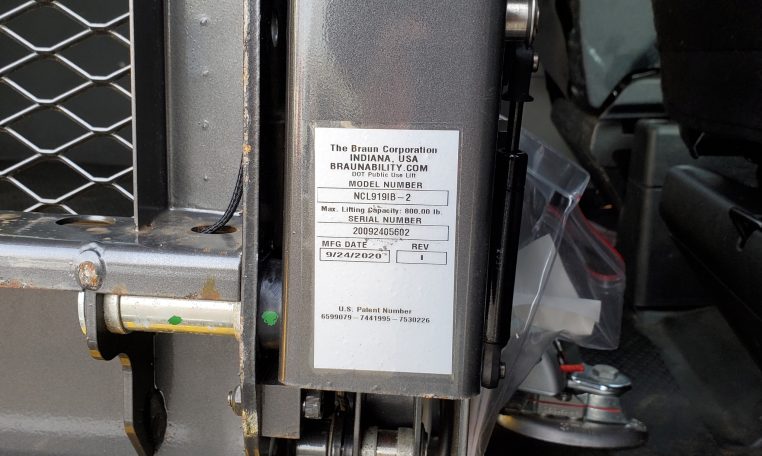 The Braun Corporation
INDIANA, USA
BRAUNABILITY.COM
DOT Public Use Lift
MODEL NUMBER
NCL919IB-2
Max. Lifting Capacity: 800.00 lb.
SERIAL NUMBER
20092405602
MFG DATE REV
9/24/2020 I
U.S. Patent Number
6599079-7441995-7530226